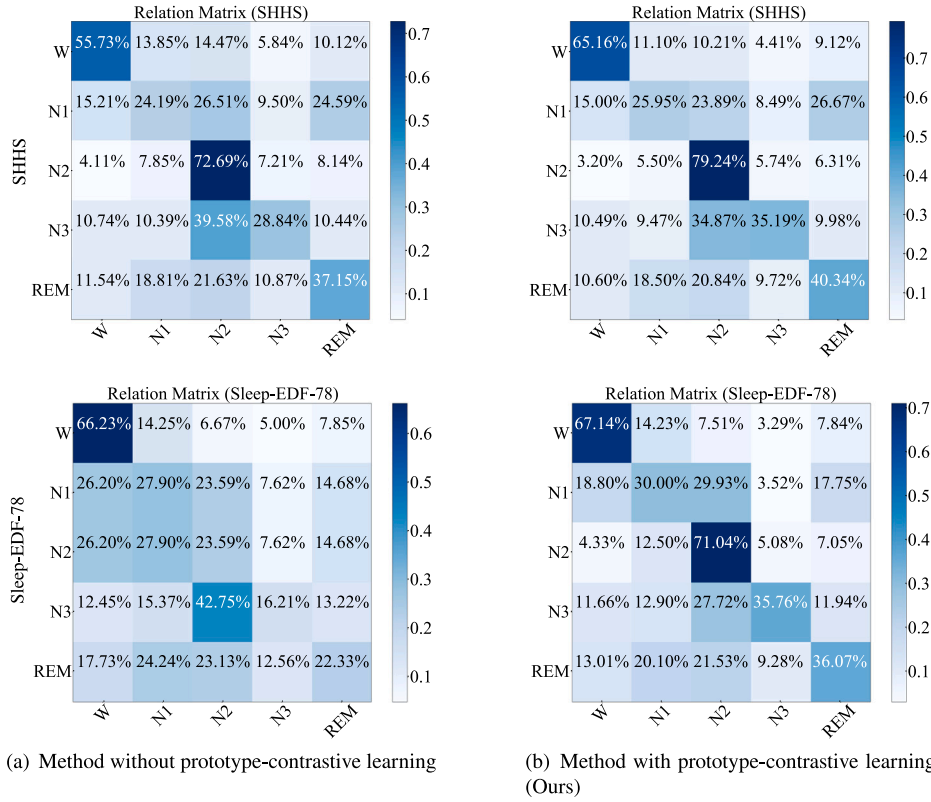 Relation Matrix (SHHS)
SHHS
W 55.73% 13.85% 14.47% 5.84% 10.12%
N1 15.21% 24.19% 26.51% 9.50% 24.59%
N2 4.11% 7.85% 72.69% 7.21% 8.14%
N3 10.74% 10.39% 39.58% 28.84% 10.44%
REM 11.54% 18.81% 21.63% 10.87% 37.15%
W N1 N2 N3 REM
0.7
0.6
0.5
0.4
0.3
0.2
0.1
Relation Matrix (SHHS)
W 65.16% 11.10% 10.21% 4.41% 9.12%
N1 15.00% 25.95% 23.89% 8.49% 26.67%
N2 3.20% 5.50% 79.24% 5.74% 6.31%
N3 10.49% 9.47% 34.87% 35.19% 9.98%
REM 10.60% 18.50% 20.84% 9.72% 40.34%
W N1 N2 N3 REM
0.7
0.6
0.5
0.4
0.3
0.2
0.1
Relation Matrix (Sleep-EDF-78)
Sleep-EDF-78
W 66.23% 14.25% 6.67% 5.00% 7.85%
N1 26.20% 27.90% 23.59% 7.62% 14.68%
N2 26.20% 27.90% 23.59% 7.62% 14.68%
N3 12.45% 15.37% 42.75% 16.21% 13.22%
REM 17.73% 24.24% 23.13% 12.56% 22.33%
W N1 N2 N3 REM
0.6
0.5
0.4
0.3
0.2
0.1
Relation Matrix (Sleep-EDF-78)
W 67.14% 14.23% 7.51% 3.29% 7.84%
N1 18.80% 30.00% 29.93% 3.52% 17.75%
N2 4.33% 12.50% 71.04% 5.08% 7.05%
N3 11.66% 12.90% 27.72% 35.76% 11.94%
REM 13.01% 20.10% 21.53% 9.28% 36.07%
W N1 N2 N3 REM
0.7
0.6
0.5
0.4
0.3
0.2
0.1
(a) Method without prototype-contrastive learning
(b) Method with prototype-contrastive learning
(Ours)